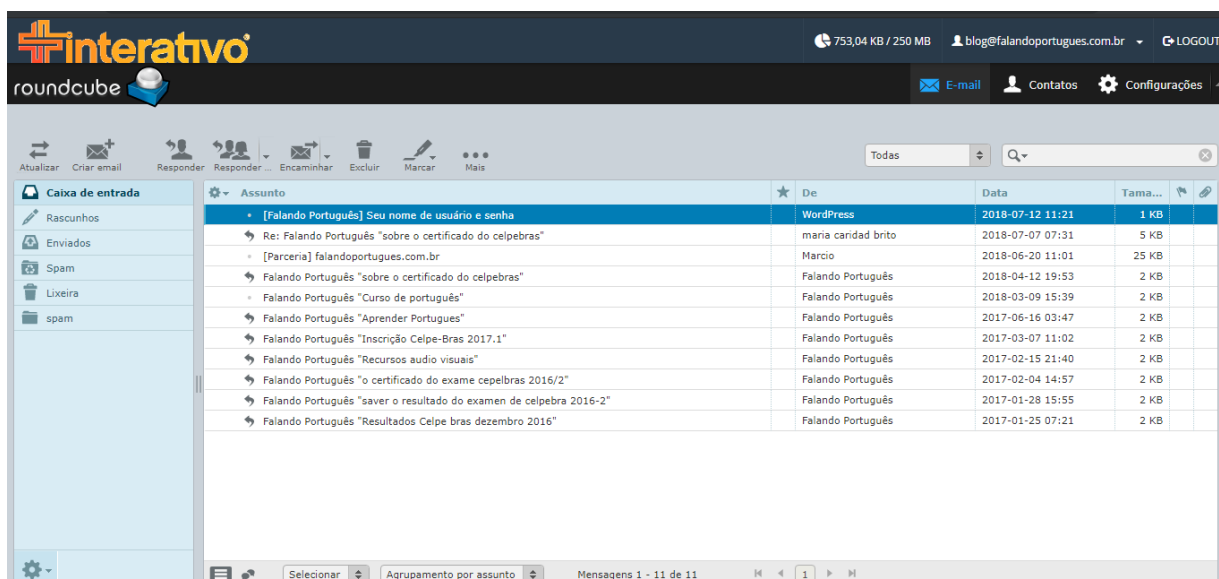 interativo
753,04 KB / 250 MB blog@falandoportugues.com.br LOGOUT
roundcube E-mail Contatos Configurações
Atualizar Criar email Responder Responder ... Encaminhar Excluir Marcar Mais Todas
Caixa de entrada
Rascunhos
Enviados
Spam
Lixeira
spam
Assunto De Data Tama...
[Falando Português] Seu nome de usuário e senha WordPress 2018-07-12 11:21 1 KB
Re: Falando Português "sobre o certificado do celpebras" maria caridad brito 2018-07-07 07:31 5 KB
[Parceria] falandoportugues.com.br Marcio 2018-06-20 11:01 25 KB
Falando Português "sobre o certificado do celpebras" Falando Português 2018-04-12 19:53 2 KB
Falando Português "Curso de português" Falando Português 2018-03-09 15:39 2 KB
Falando Português "Aprender Portugues" Falando Português 2017-06-16 03:47 2 KB
Falando Português "Inscrição Celpe-Bras 2017.1" Falando Português 2017-03-07 11:02 2 KB
Falando Português "Recursos audio visuais" Falando Português 2017-02-15 21:40 2 KB
Falando Português "o certificado do exame cepelbras 2016/2" Falando Português 2017-02-04 14:57 2 KB
Falando Português "saver o resultado do examen de celpebra 2016-2" Falando Português 2017-01-28 15:55 2 KB
Falando Português "Resultados Celpe bras dezembro 2016" Falando Português 2017-01-25 07:21 2 KB
Selecionar Agrupamento por assunto Mensagens 1 - 11 de 11 1